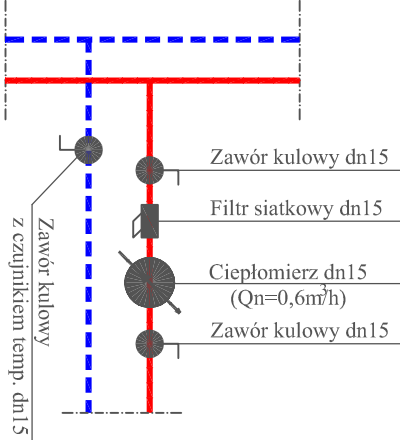 Zawór kulowy dn15
Filtr siatkowy dn15
Ciepłomierz dn15
(Qn=0,6m³/h)
Zawór kulowy dn15
Zawór kulowy
z czujnikiem temp. dn15